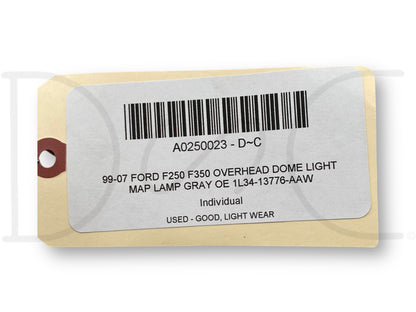 A0250023 - D~C
99-07 FORD F250 F350 OVERHEAD DOME LIGHT
MAP LAMP GRAY OE 1L34-13776-AAW
Individual
USED - GOOD, LIGHT WEAR